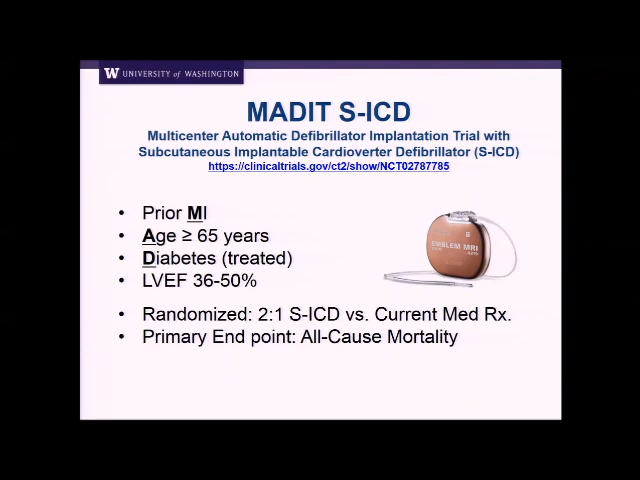 W UNIVERSITY of WASHINGTON
MADIT S-ICD
Multicenter Automatic Defibrillator Implantation Trial with
Subcutaneous Implantable Cardioverter Defibrillator (S-ICD)
https://clinicaltrials.gov/ct2/show/NCT02787785
• Prior MI
• Age ≥ 65 years
• Diabetes (treated)
• LVEF 36-50%
• Randomized: 2:1 S-ICD vs. Current Med Rx.
• Primary End point: All-Cause Mortality
EMBLEM MRI